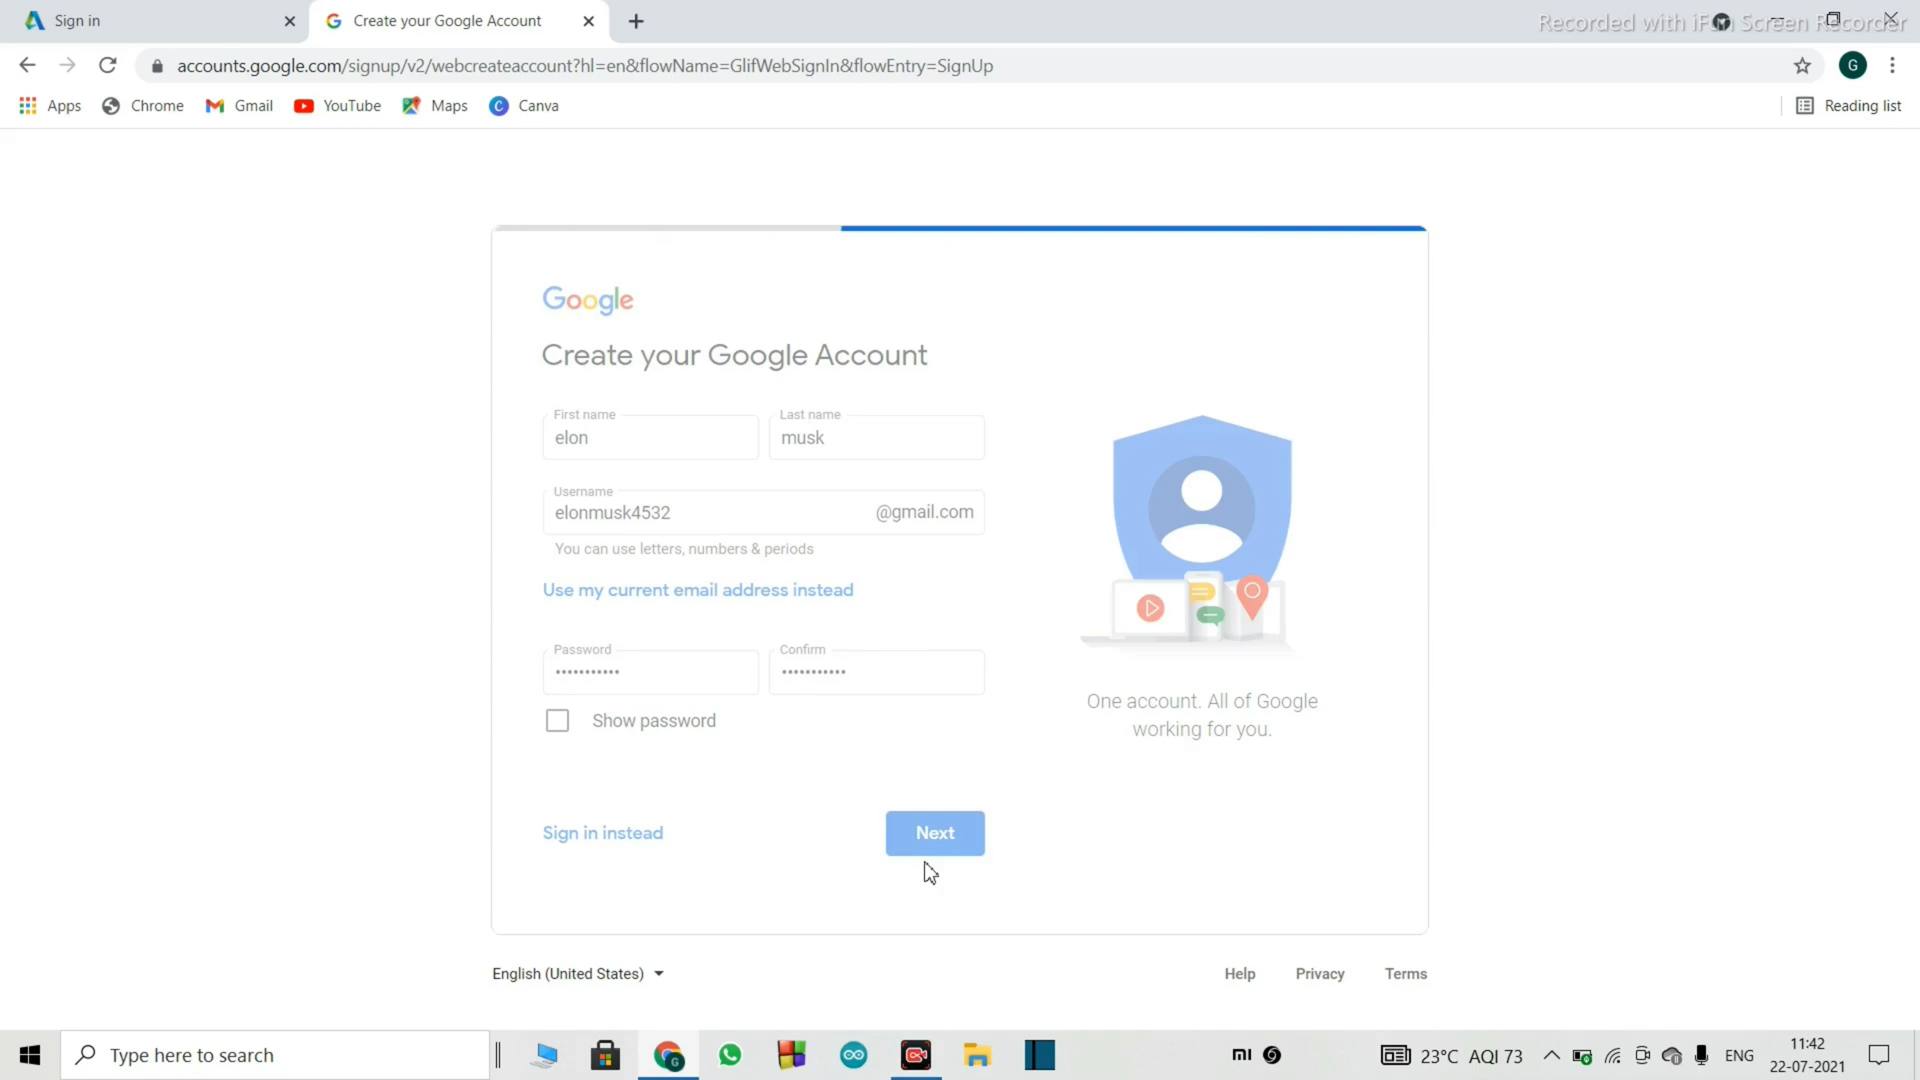 Sign in
Create your Google Account
Recorded with iFun Screen Recorder
accounts.google.com/signup/v2/webcreateaccount?hl=en&flowName=GlifWebSignIn&flowEntry=SignUp
G
Apps
Chrome
Gmail
YouTube
Maps
Canva
Reading list
Google
Create your Google Account
First name
Last name
elon
musk
Username
elonmusk4532
@gmail.com
You can use letters, numbers & periods
Use my current email address instead
Password
Confirm
•••••••••••
•••••••••••
Show password
One account. All of Google
working for you.
Sign in instead
Next
English (United States)
Help
Privacy
Terms
Type here to search
23°C AQI 73
ENG
11:42
22-07-2021